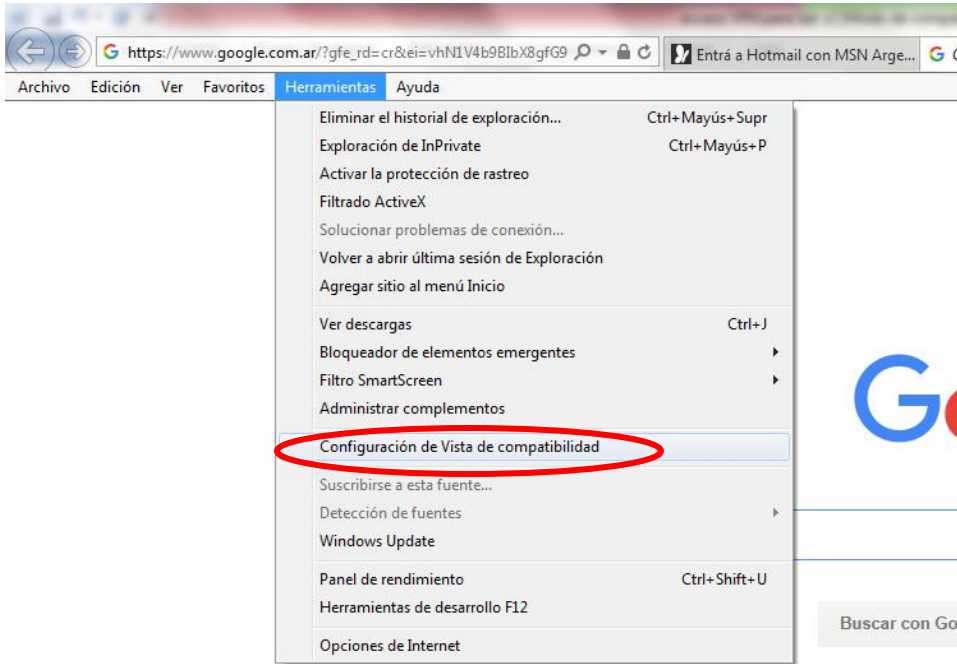 https://www.google.com.ar/?gfe_rd=cr&ei=vhN1V4b9BIbX8gfG9
Entrá a Hotmail con MSN Arge...
Archivo Edición Ver Favoritos Herramientas Ayuda
Eliminar el historial de exploración... Ctrl+Mayús+Supr
Exploración de InPrivate Ctrl+Mayús+P
Activar la protección de rastreo
Filtrado ActiveX
Solucionar problemas de conexión...
Volver a abrir última sesión de Exploración
Agregar sitio al menú Inicio
Ver descargas Ctrl+J
Bloqueador de elementos emergentes
Filtro SmartScreen
Administrar complementos
Go
Configuración de Vista de compatibilidad
Suscribirse a esta fuente...
Detección de fuentes
Windows Update
Panel de rendimiento Ctrl+Shift+U
Herramientas de desarrollo F12
Buscar con Go
Opciones de Internet